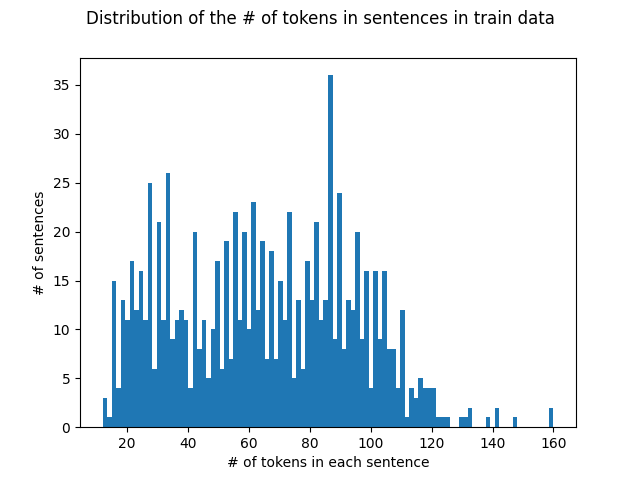 Distribution of the # of tokens in sentences in train data
35
30
25
20
15
10
5
0
# of sentences
20 40 60 80 100 120 140 160
# of tokens in each sentence